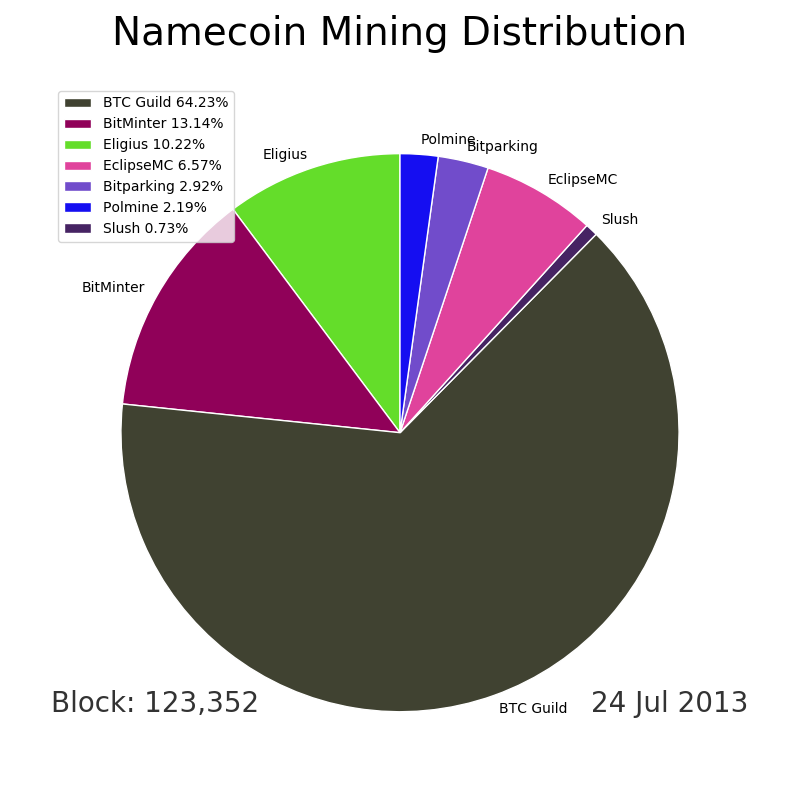 Namecoin Mining Distribution
BTC Guild 64.23%
BitMinter 13.14%
Eligius 10.22%
EclipseMC 6.57%
Bitparking 2.92%
Polmine 2.19%
Slush 0.73%
Polmine
Bitparking
Eligius
EclipseMC
Slush
BitMinter
BTC Guild
Block: 123,352
24 Jul 2013